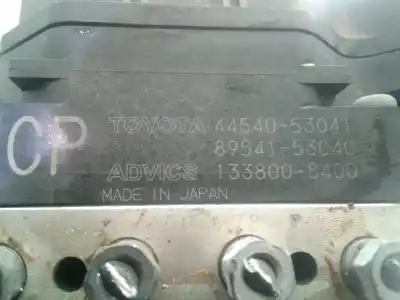 CP
TOYOTA 44540-53041
89541-53040
ADVICS 133800-8400
MADE IN JAPAN